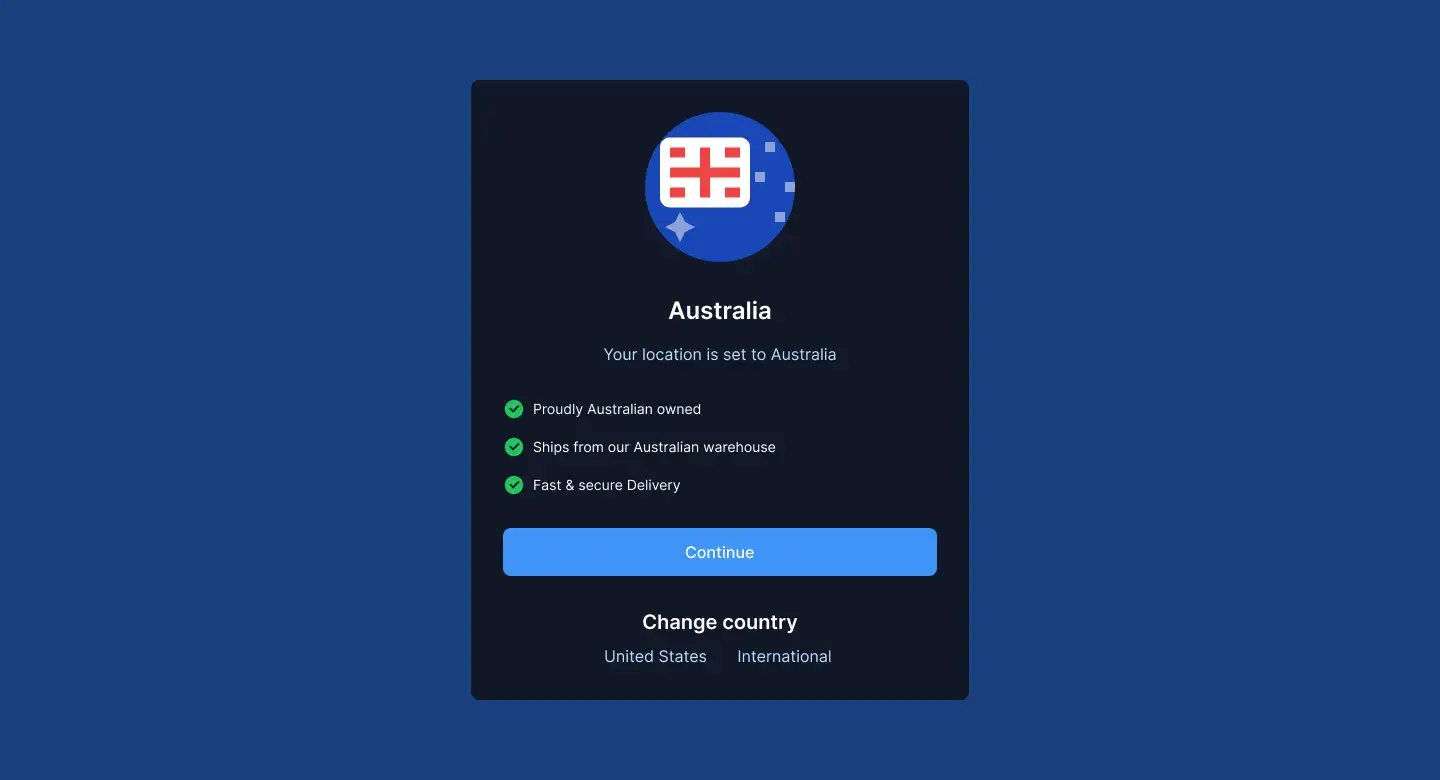 Australia
Your location is set to Australia
Proudly Australian owned
Ships from our Australian warehouse
Fast & secure Delivery
Continue
Change country
United States International